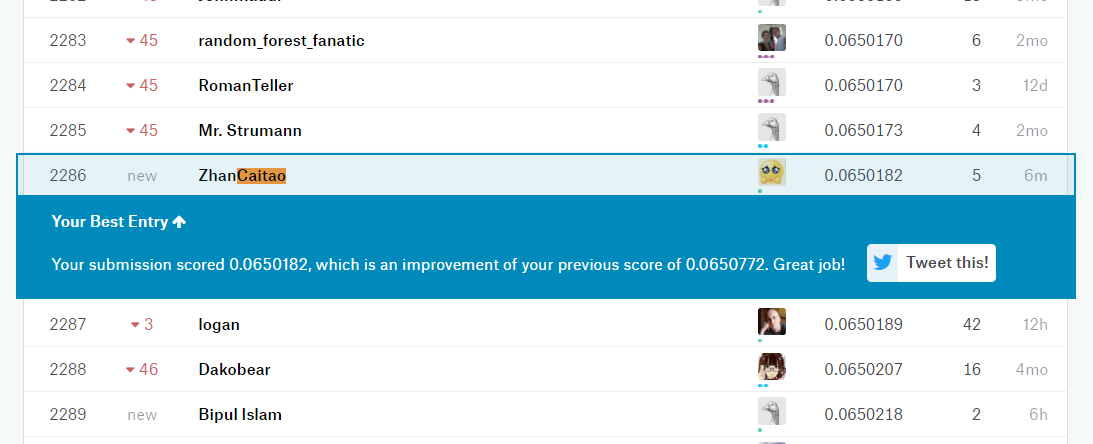 2283 45 random_forest_fanatic 0.0650170 6 2mo
2284 45 RomanTeller 0.0650170 3 12d
2285 45 Mr. Strumann 0.0650173 4 2mo
2286 new ZhanCaitao 0.0650182 5 6m
Your Best Entry
Your submission scored 0.0650182, which is an improvement of your previous score of 0.0650772. Great job! Tweet this!
2287 3 logan 0.0650189 42 12h
2288 46 Dakobear 0.0650207 16 4mo
2289 new Bipul Islam 0.0650218 2 6h